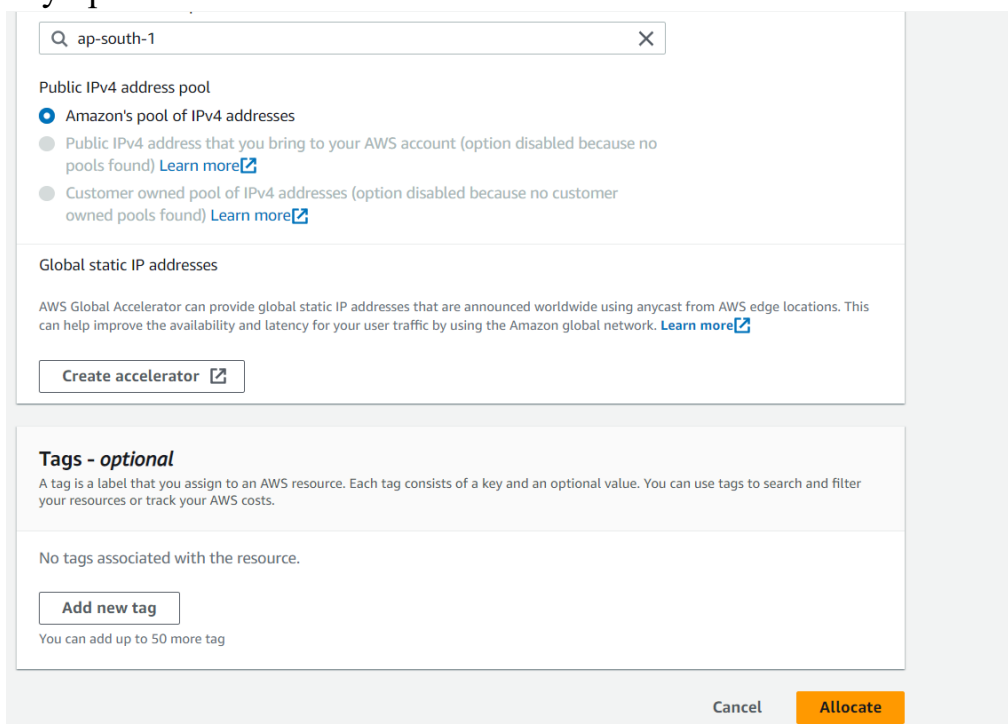 ap-south-1
Public IPv4 address pool
Amazon's pool of IPv4 addresses
Public IPv4 address that you bring to your AWS account (option disabled because no
pools found) Learn more
Customer owned pool of IPv4 addresses (option disabled because no customer
owned pools found) Learn more
Global static IP addresses
AWS Global Accelerator can provide global static IP addresses that are announced worldwide using anycast from AWS edge locations. This
can help improve the availability and latency for your user traffic by using the Amazon global network. Learn more
Create accelerator
Tags - optional
A tag is a label that you assign to an AWS resource. Each tag consists of a key and an optional value. You can use tags to search and filter
your resources or track your AWS costs.
No tags associated with the resource.
Add new tag
You can add up to 50 more tag
Cancel Allocate